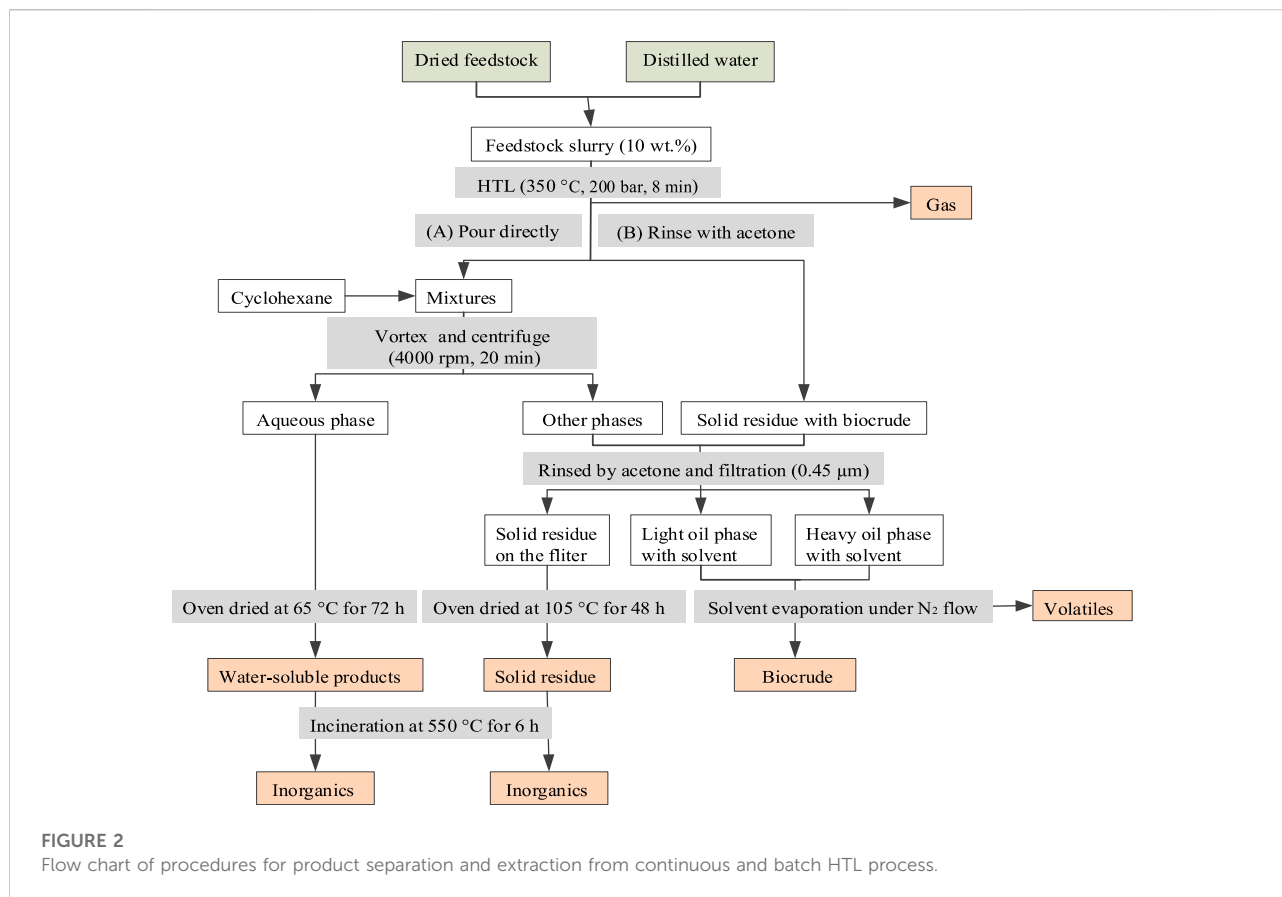 Dried feedstock
Distilled water
Feedstock slurry (10 wt.%)
HTL (350 °C, 200 bar, 8 min)
Gas
(A) Pour directly
(B) Rinse with acetone
Cyclohexane
Mixtures
Vortex and centrifuge
(4000 rpm, 20 min)
Aqueous phase
Other phases
Solid residue with biocrude
Rinsed by acetone and filtration (0.45 μm)
Solid residue
on the fliter
Light oil phase
with solvent
Heavy oil phase
with solvent
Oven dried at 65 °C for 72 h
Oven dried at 105 °C for 48 h
Solvent evaporation under N₂ flow
Volatiles
Water-soluble products
Solid residue
Biocrude
Incineration at 550 °C for 6 h
Inorganics
Inorganics
FIGURE 2
Flow chart of procedures for product separation and extraction from continuous and batch HTL process.